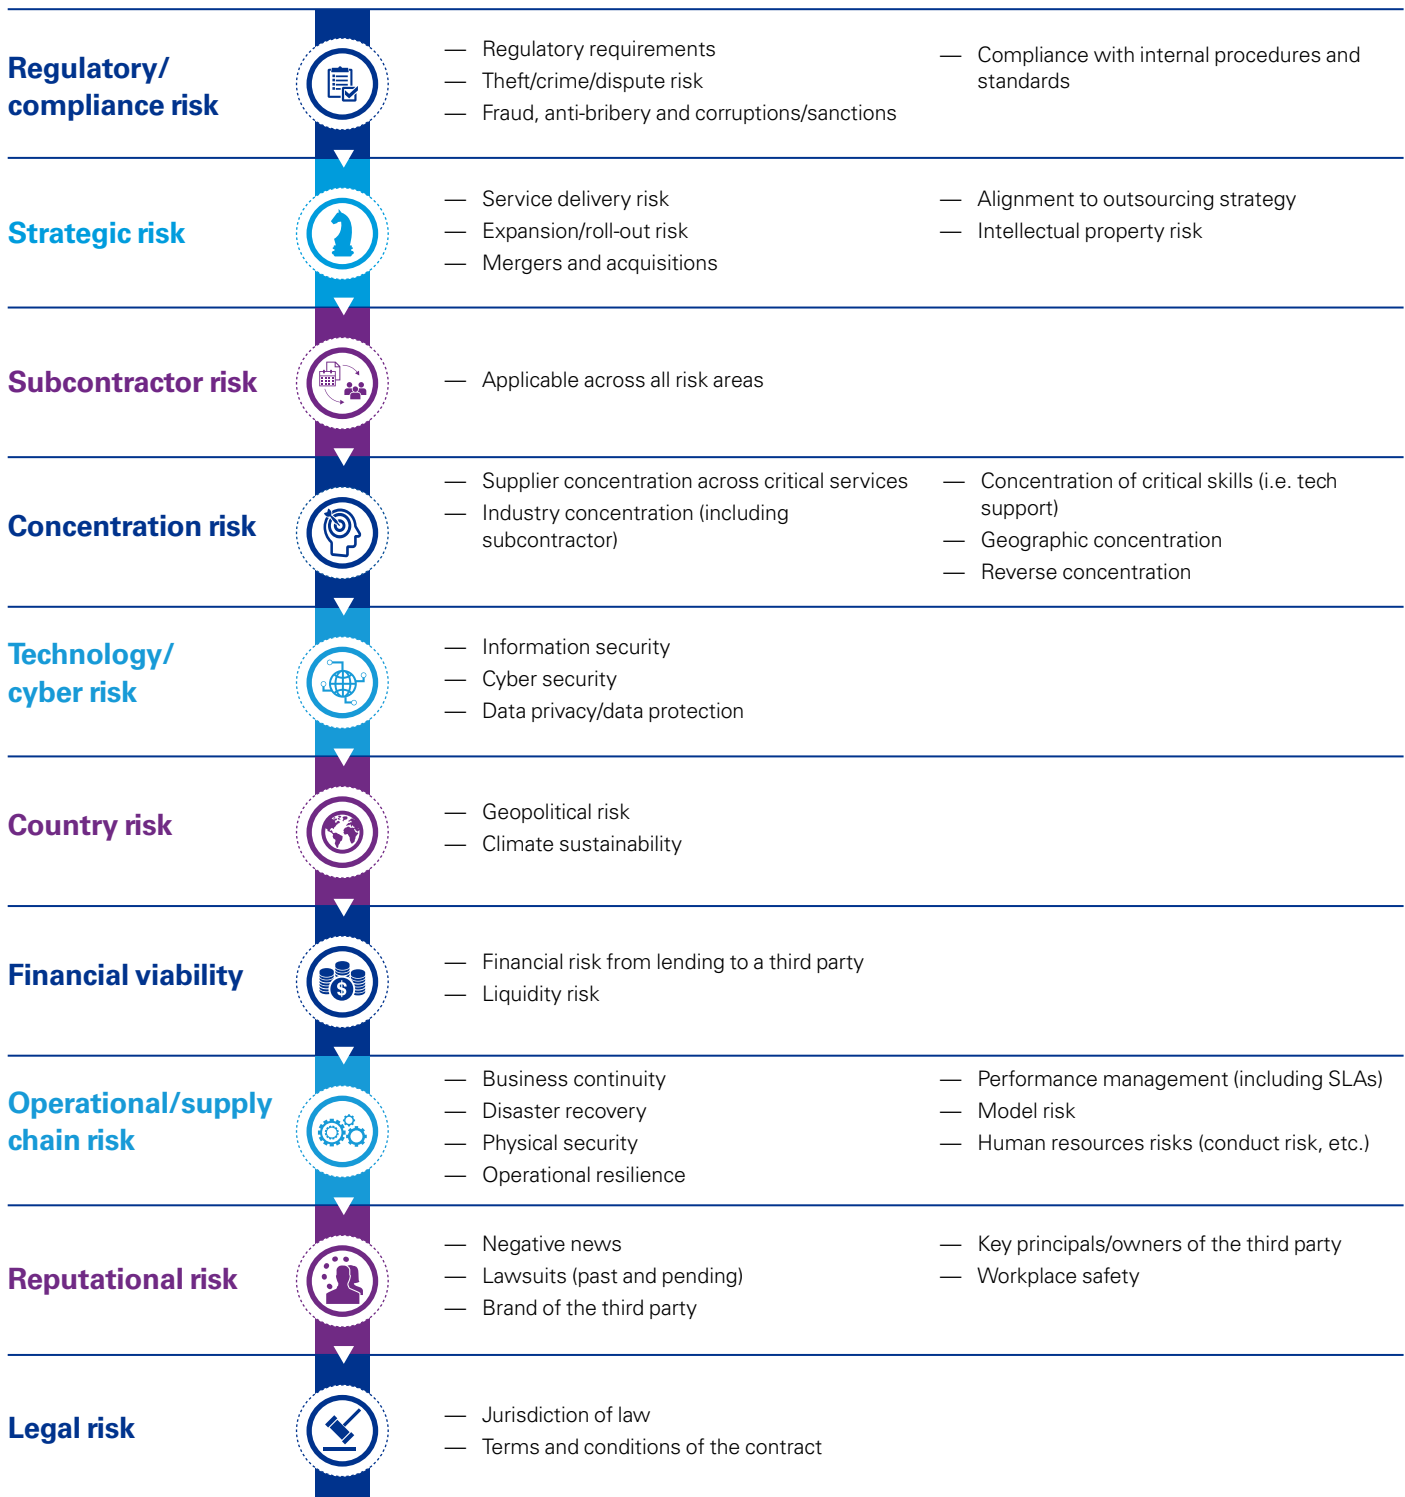 Regulatory/
compliance risk
— Regulatory requirements
— Theft/crime/dispute risk
— Fraud, anti-bribery and corruptions/sanctions
— Compliance with internal procedures and
standards
Strategic risk
— Service delivery risk
— Expansion/roll-out risk
— Mergers and acquisitions
— Alignment to outsourcing strategy
— Intellectual property risk
Subcontractor risk
— Applicable across all risk areas
Concentration risk
— Supplier concentration across critical services
— Industry concentration (including
subcontractor)
— Concentration of critical skills (i.e. tech
support)
— Geographic concentration
— Reverse concentration
Technology/
cyber risk
— Information security
— Cyber security
— Data privacy/data protection
Country risk
— Geopolitical risk
— Climate sustainability
Financial viability
$
— Financial risk from lending to a third party
— Liquidity risk
Operational/supply
chain risk
— Business continuity
— Disaster recovery
— Physical security
— Operational resilience
— Performance management (including SLAs)
— Model risk
— Human resources risks (conduct risk, etc.)
Reputational risk
— Negative news
— Lawsuits (past and pending)
— Brand of the third party
— Key principals/owners of the third party
— Workplace safety
Legal risk
— Jurisdiction of law
— Terms and conditions of the contract